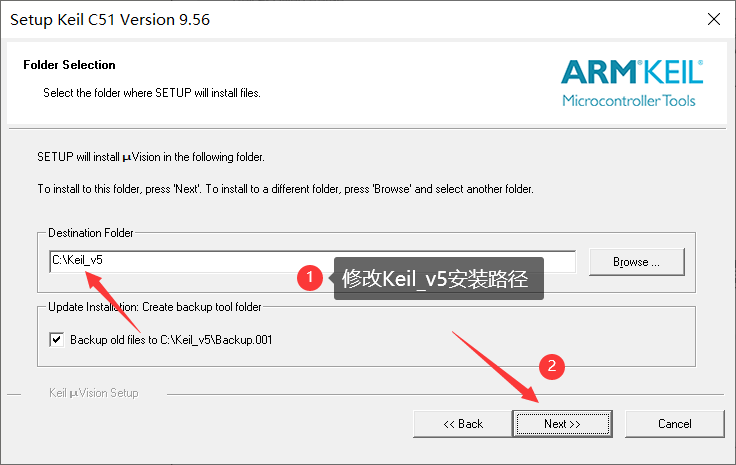 Setup Keil C51 Version 9.56
Folder Selection
Select the folder where SETUP will install files.
ARM KEIL
Microcontroller Tools
SETUP will install µVision in the following folder.
To install to this folder, press 'Next'. To install to a different folder, press 'Browse' and select another folder.
Destination Folder
C:\Keil_v5
Browse ...
1
修改Keil_v5安装路径
Update Installation: Create backup tool folder
Backup old files to C:\Keil_v5\Backup.001
2
Keil µVision Setup
<< Back
Next >>
Cancel